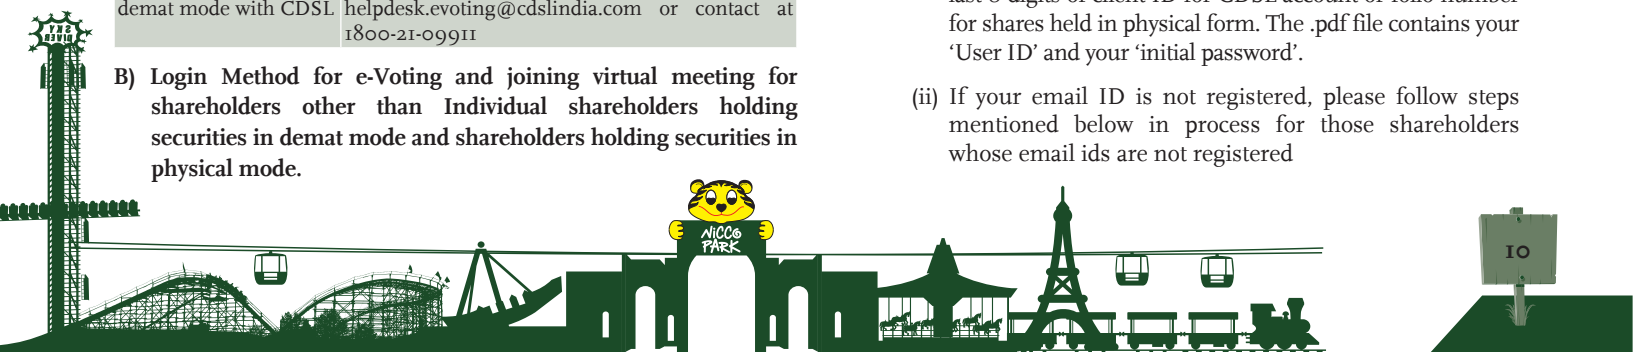 demat mode with CDSL helpdesk.evoting@cdslindia.com or contact at
1800-21-09911
B) Login Method for e-Voting and joining virtual meeting for
shareholders other than Individual shareholders holding
securities in demat mode and shareholders holding securities in
physical mode.
for shares held in physical form. The .pdf file contains your
‘User ID’ and your ‘initial password’.
(ii) If your email ID is not registered, please follow steps
mentioned below in process for those shareholders
whose email ids are not registered
SKY
DIVER
NICCO
PARK
10